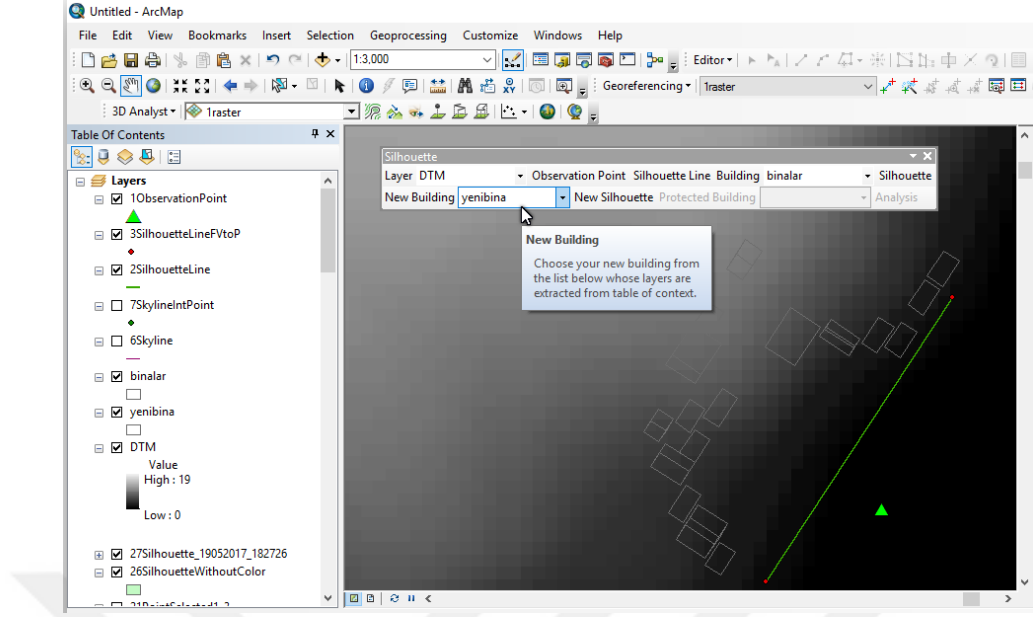 Untitled - ArcMap
File Edit View Bookmarks Insert Selection Geoprocessing Customize Windows Help
1:3,000
Editor
Georeferencing 1raster
3D Analyst 1raster
Table Of Contents
Layers
1ObservationPoint
3SilhouetteLineFVtoP
2SilhouetteLine
7SkylineIntPoint
6Skyline
binalar
yenibina
DTM
Value
High : 19
Low : 0
27Silhouette_19052017_182726
26SilhouetteWithoutColor
Silhouette
Layer DTM Observation Point Silhouette Line Building binalar Silhouette
New Building yenibina New Silhouette Protected Building Analysis
New Building
Choose your new building from
the list below whose layers are
extracted from table of context.